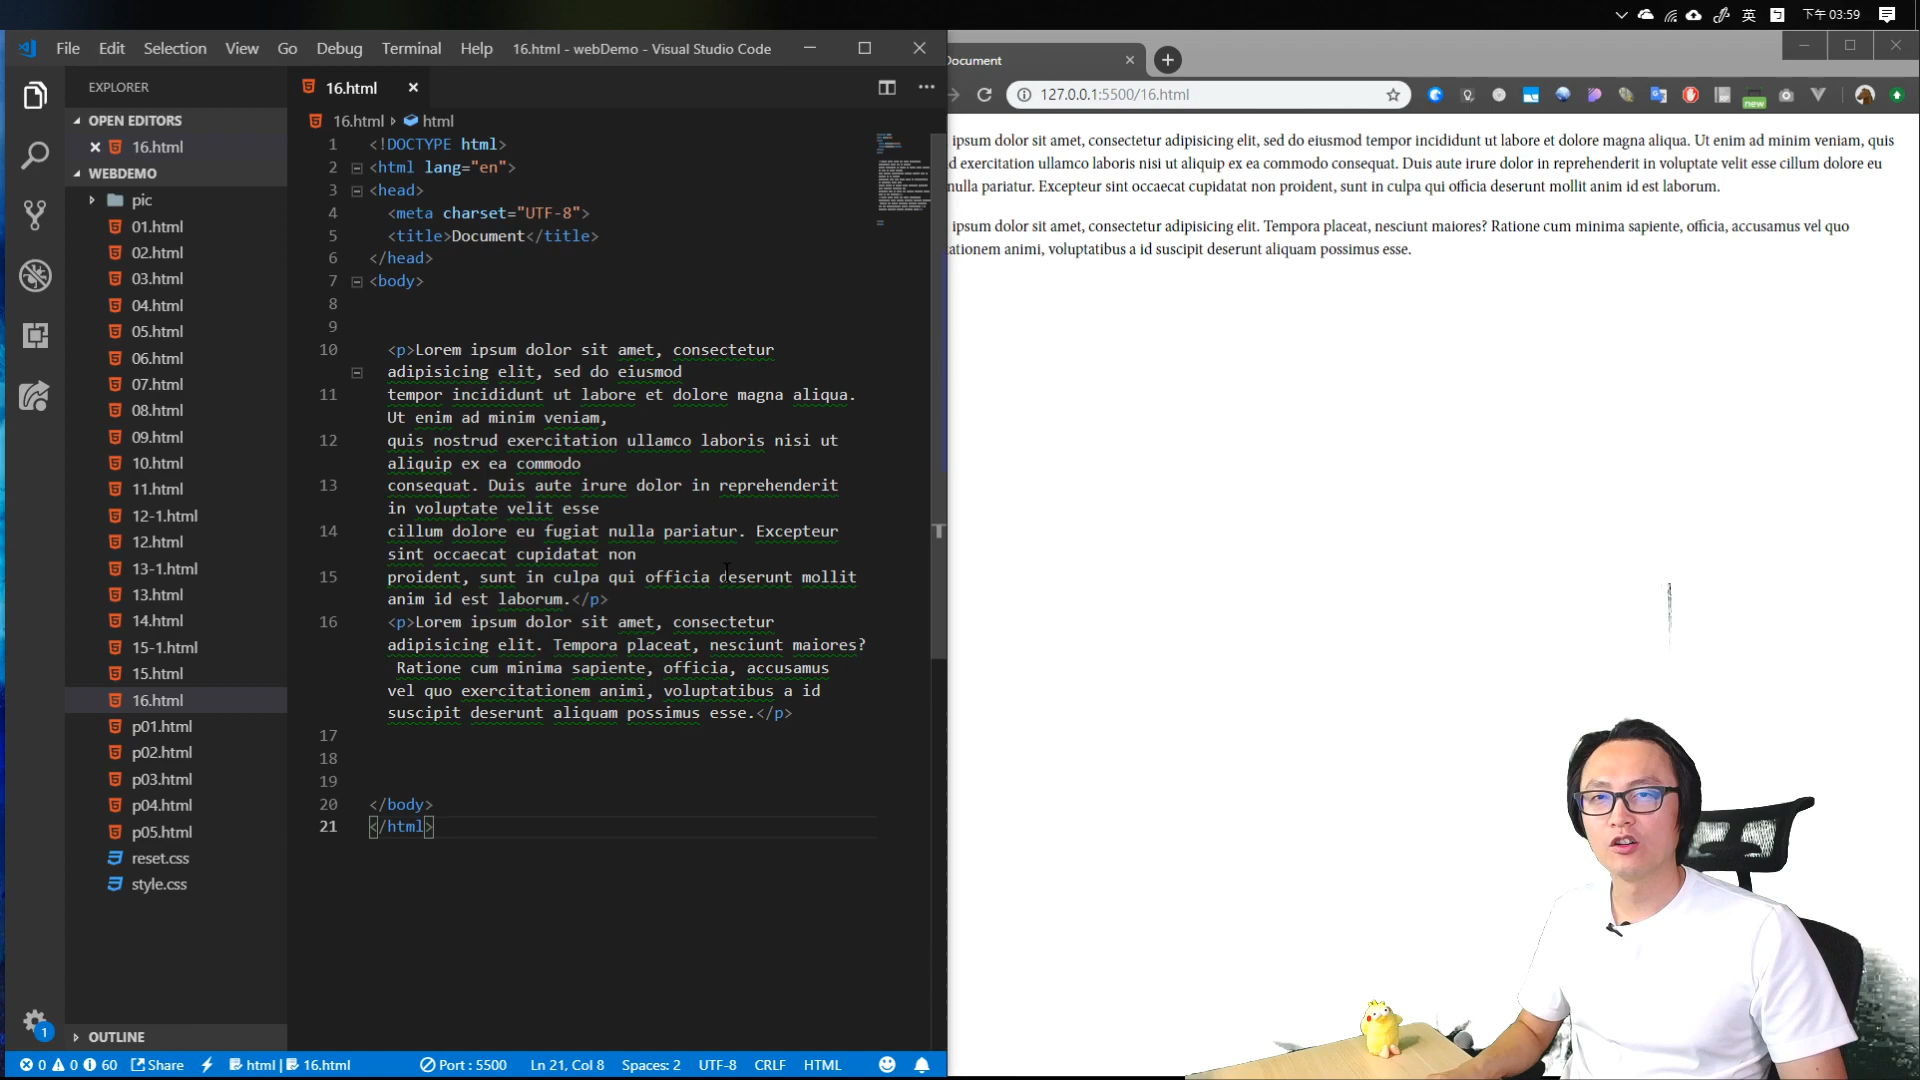 下午 03:59
英
File Edit Selection View Go Debug Terminal Help 16.html - webDemo - Visual Studio Code
EXPLORER
OPEN EDITORS
16.html
WEBDEMO
pic
01.html
02.html
03.html
04.html
05.html
06.html
07.html
08.html
09.html
10.html
11.html
12-1.html
12.html
13-1.html
13.html
14.html
15-1.html
15.html
16.html
p01.html
p02.html
p03.html
p04.html
p05.html
reset.css
style.css
OUTLINE
1
16.html
16.html › html
1 <!DOCTYPE html>
2 <html lang="en">
3 <head>
4 <meta charset="UTF-8">
5 <title>Document</title>
6 </head>
7 <body>
8
9
10 <p>Lorem ipsum dolor sit amet, consectetur
adipisicing elit, sed do eiusmod
11 tempor incididunt ut labore et dolore magna aliqua.
Ut enim ad minim veniam,
12 quis nostrud exercitation ullamco laboris nisi ut
aliquip ex ea commodo
13 consequat. Duis aute irure dolor in reprehenderit
in voluptate velit esse
14 cillum dolore eu fugiat nulla pariatur. Excepteur
sint occaecat cupidatat non
15 proident, sunt in culpa qui officia deserunt mollit
anim id est laborum.</p>
16 <p>Lorem ipsum dolor sit amet, consectetur
adipisicing elit. Tempora placeat, nesciunt maiores?
Ratione cum minima sapiente, officia, accusamus
vel quo exercitationem animi, voluptatibus a id
suscipit deserunt aliquam possimus esse.</p>
17
18
19
20 </body>
21 </html>
0 0 60 Share html | 16.html Port : 5500 Ln 21, Col 8 Spaces: 2 UTF-8 CRLF HTML
Document
127.0.0.1:5500/16.html
new
ipsum dolor sit amet, consectetur adipisicing elit, sed do eiusmod tempor incididunt ut labore et dolore magna aliqua. Ut enim ad minim veniam, quis
d exercitation ullamco laboris nisi ut aliquip ex ea commodo consequat. Duis aute irure dolor in reprehenderit in voluptate velit esse cillum dolore eu
nulla pariatur. Excepteur sint occaecat cupidatat non proident, sunt in culpa qui officia deserunt mollit anim id est laborum.
ipsum dolor sit amet, consectetur adipisicing elit. Tempora placeat, nesciunt maiores? Ratione cum minima sapiente, officia, accusamus vel quo
ationem animi, voluptatibus a id suscipit deserunt aliquam possimus esse.